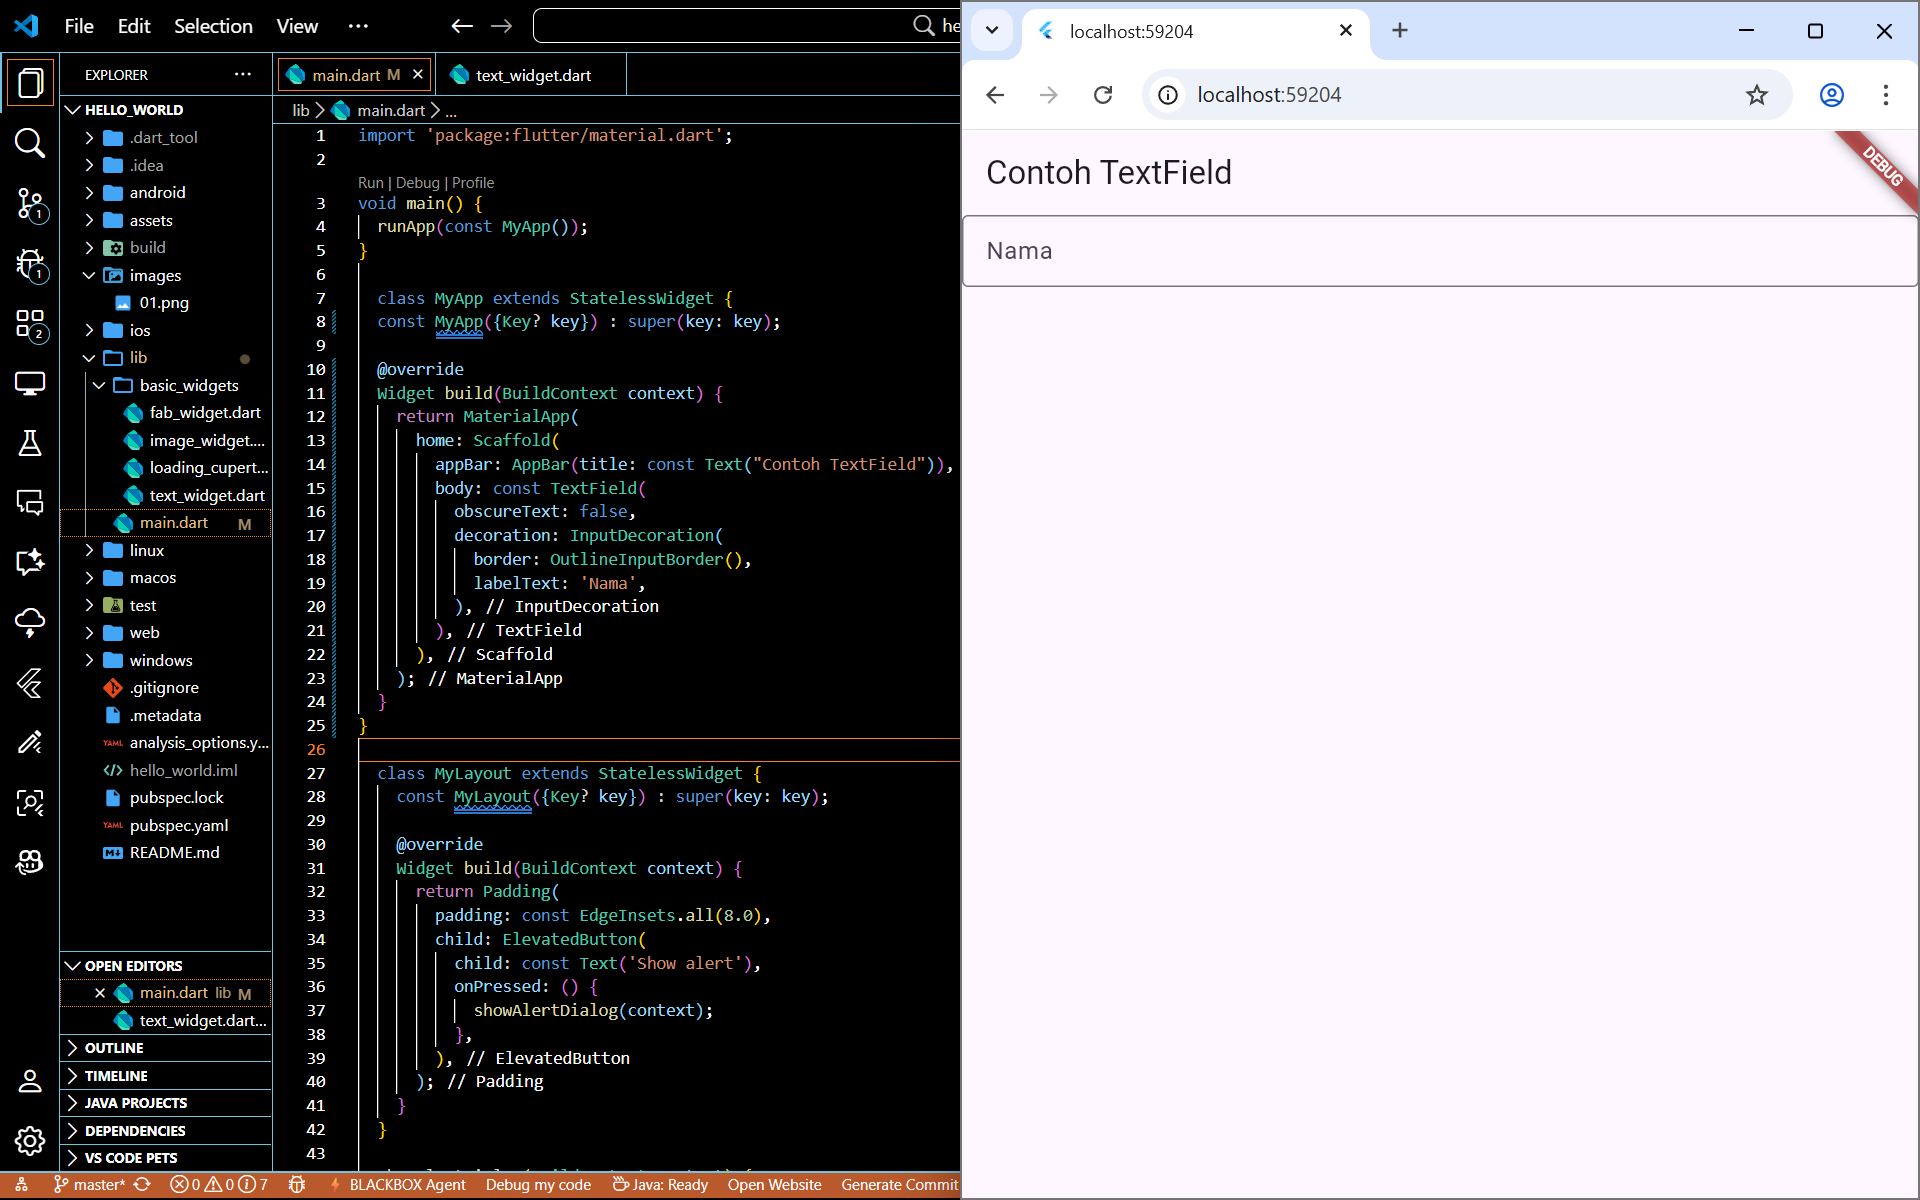 File Edit Selection View ...
he
EXPLORER ...
HELLO_WORLD
.dart_tool
.idea
android
assets
build
images
01.png
ios
lib
basic_widgets
fab_widget.dart
image_widget....
loading_cupert...
text_widget.dart
main.dart M
linux
macos
test
web
windows
.gitignore
.metadata
YAML analysis_options.y...
hello_world.iml
pubspec.lock
YAML pubspec.yaml
README.md
OPEN EDITORS
main.dart lib M
text_widget.dart...
OUTLINE
TIMELINE
JAVA PROJECTS
DEPENDENCIES
VS CODE PETS
1
1
2
main.dart M
text_widget.dart
lib > main.dart > ...
1 import 'package:flutter/material.dart';
2
Run | Debug | Profile
3 void main() {
4 runApp(const MyApp());
5 }
6
7 class MyApp extends StatelessWidget {
8 const MyApp({Key? key}) : super(key: key);
9
10 @override
11 Widget build(BuildContext context) {
12 return MaterialApp(
13 home: Scaffold(
14 appBar: AppBar(title: const Text("Contoh TextField")),
15 body: const TextField(
16 obscureText: false,
17 decoration: InputDecoration(
18 border: OutlineInputBorder(),
19 labelText: 'Nama',
20 ), // InputDecoration
21 ), // TextField
22 ), // Scaffold
23 ); // MaterialApp
24 }
25 }
26
27 class MyLayout extends StatelessWidget {
28 const MyLayout({Key? key}) : super(key: key);
29
30 @override
31 Widget build(BuildContext context) {
32 return Padding(
33 padding: const EdgeInsets.all(8.0),
34 child: ElevatedButton(
35 child: const Text('Show alert'),
36 onPressed: () {
37 showAlertDialog(context);
38 },
39 ), // ElevatedButton
40 ); // Padding
41 }
42 }
43
master* 0 0 7 BLACKBOX Agent Debug my code Java: Ready Open Website Generate Commit
localhost:59204
localhost:59204
Contoh TextField
DEBUG
Nama